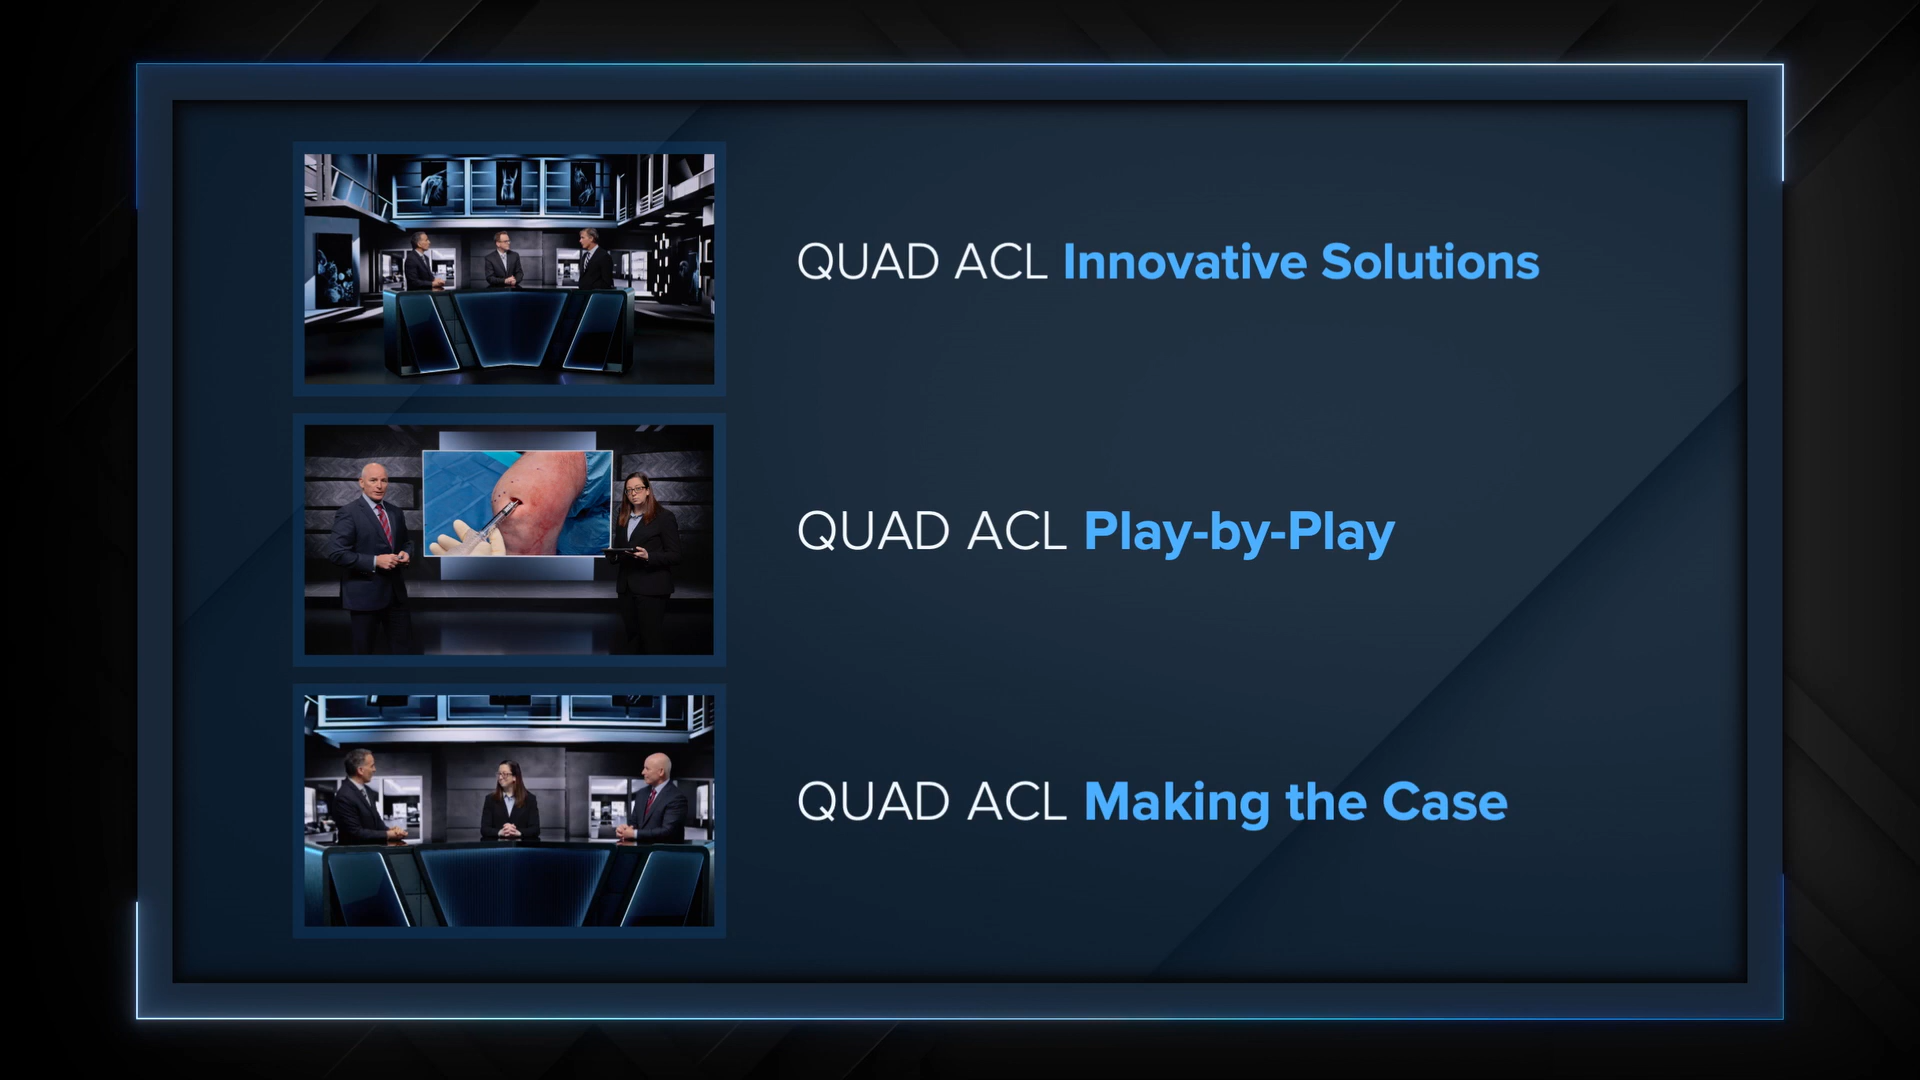 QUAD ACL Innovative Solutions
QUAD ACL Play-by-Play
QUAD ACL Making the Case